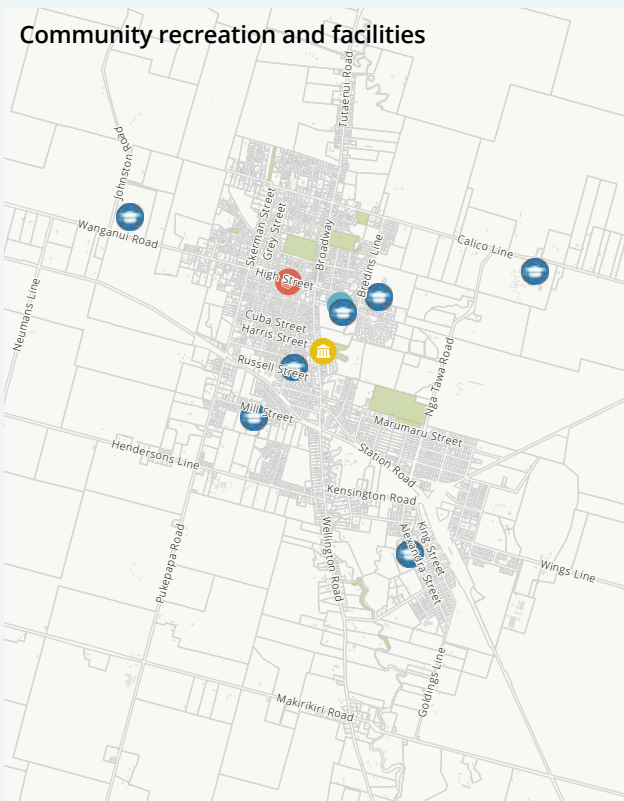 Community recreation and facilities
Tutaenui Road
Johnston Road
Skerman Street
Grey Street
Broadway
Wanganui Road
Calico Line
Bredins Line
High Street
Neumans Line
Cuba Street
Harris Street
Russell Street
Nga-Tawa Road
Mill Street
Marumaru Street
Hendersons Line
Station Road
Kensington Road
King Street
Alexandra Street
Wellington Road
Pukepapa Road
Wings Line
Goldings Line
Makirikiri Road